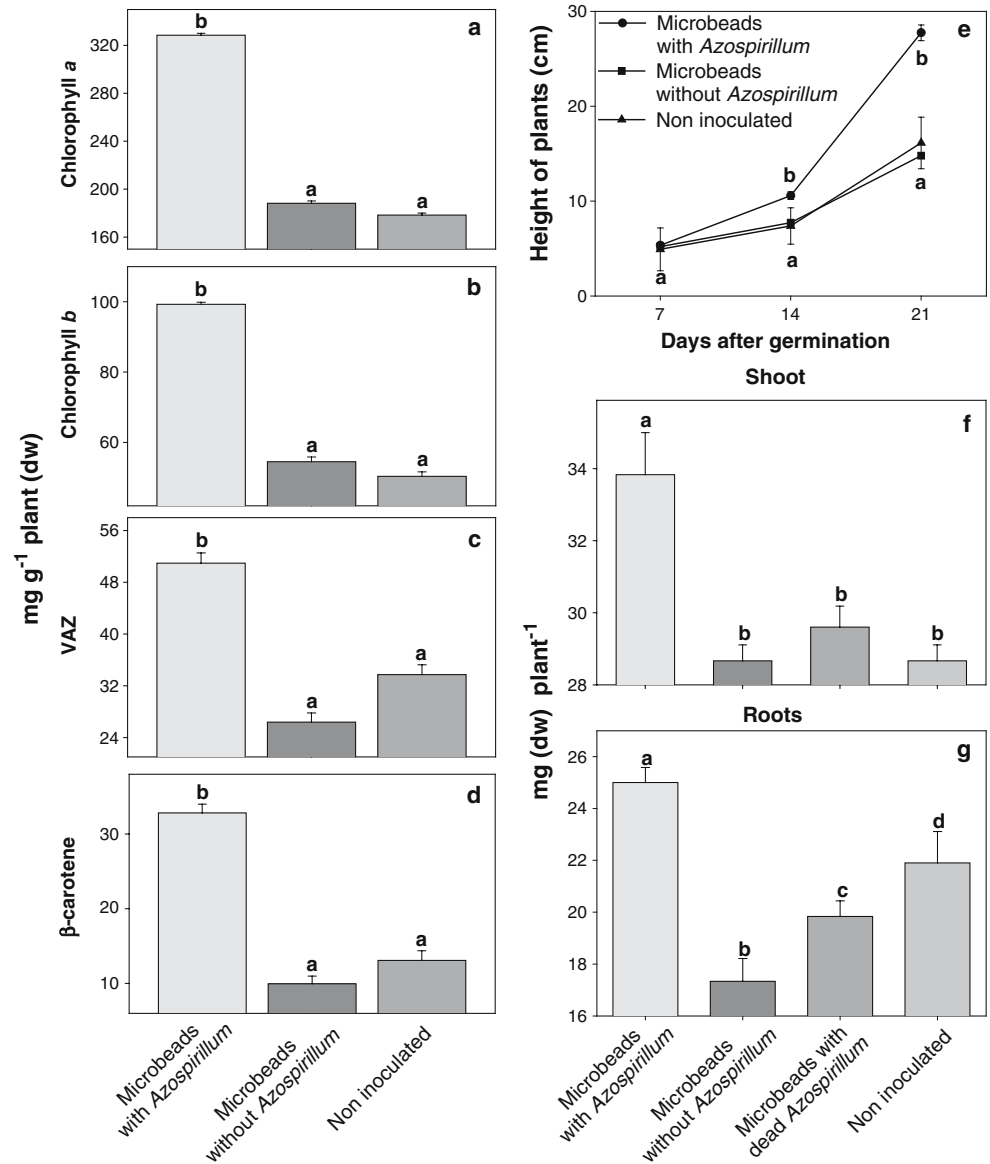 mg g⁻¹ plant (dw)
Chlorophyll a
320
280
240
200
160
a
b
a
a
Chlorophyll b
100
80
60
b
b
a
a
VAZ
56
48
40
32
24
c
b
a
a
β-carotene
30
20
10
d
b
a
a
Microbeads
with Azospirillum
Microbeads
without Azospirillum
Non inoculated
Height of plants (cm)
30
20
10
0
Microbeads
with Azospirillum
Microbeads
without Azospirillum
Non inoculated
e
a
b
a
b
a
7
14
21
Days after germination
mg (dw) plant⁻¹
Shoot
34
32
30
28
f
a
b
b
b
Roots
26
24
22
20
18
16
g
a
b
c
d
Microbeads
with Azospirillum
Microbeads
without Azospirillum
Microbeads with
dead Azospirillum
Non inoculated